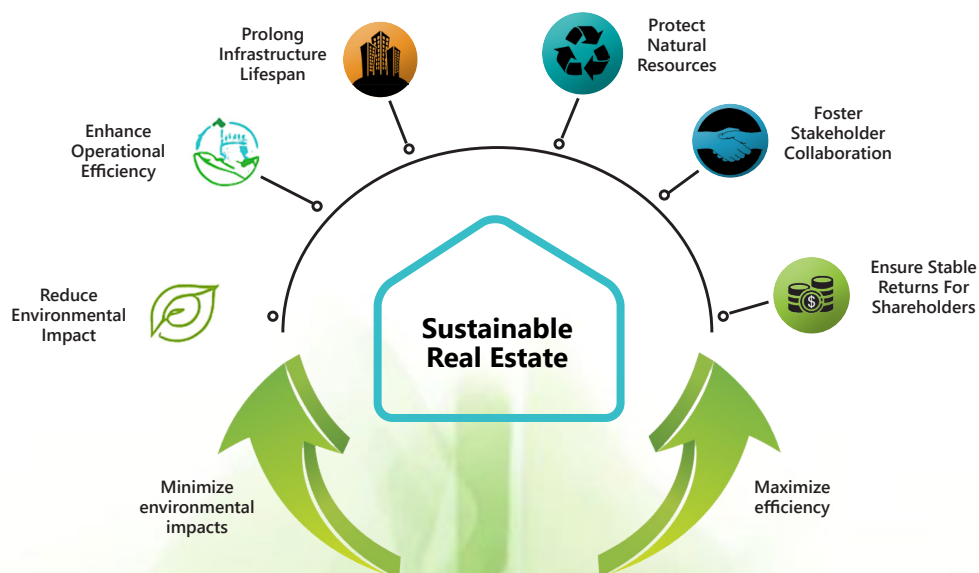 Prolong
Infrastructure
Lifespan
Protect
Natural
Resources
Enhance
Operational
Efficiency
Foster
Stakeholder
Collaboration
Reduce
Environmental
Impact
Ensure Stable
Returns For
Shareholders
$
Sustainable
Real Estate
Minimize
environmental
impacts
Maximize
efficiency